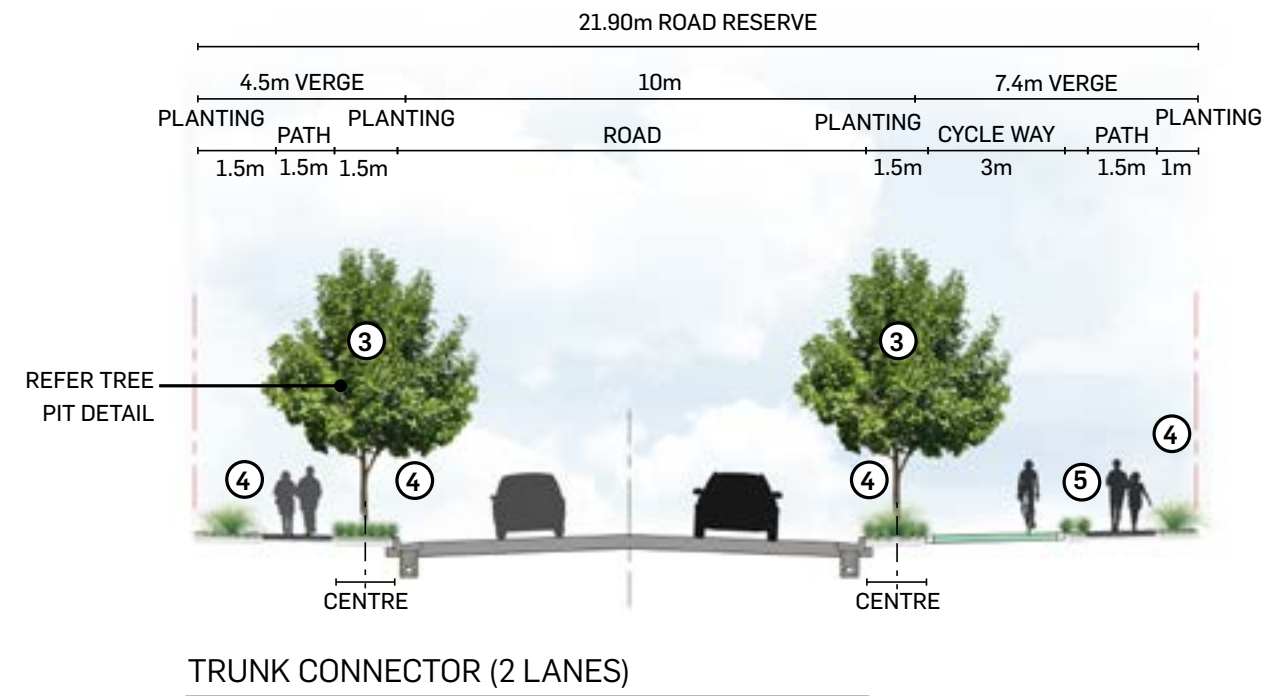 21.90m ROAD RESERVE
4.5m VERGE 10m 7.4m VERGE
PLANTING PATH PLANTING ROAD PLANTING CYCLE WAY PATH PLANTING
1.5m 1.5m 1.5m 1.5m 3m 1.5m 1m
3 3
REFER TREE
PIT DETAIL
4 4 4 5 4
CENTRE CENTRE
TRUNK CONNECTOR (2 LANES)